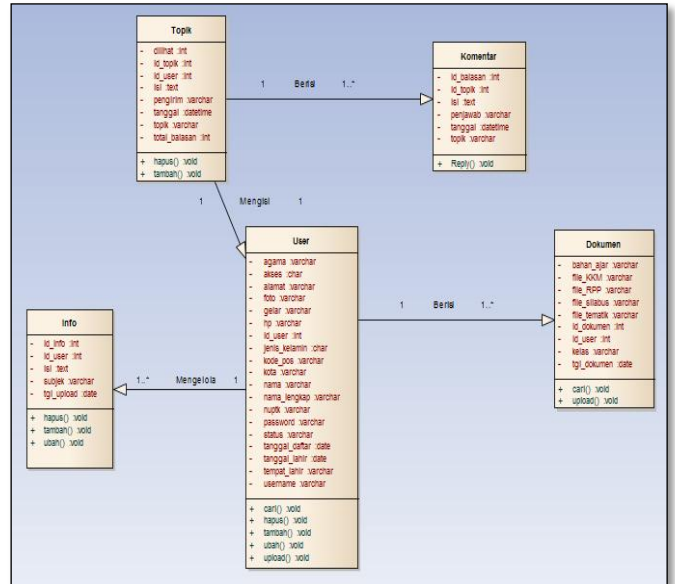 Topik
- dilihat :int
- id_topik :int
- id_user :int
- isi :text
- pengirim :varchar
- tanggal :datetime
- topik :varchar
- total_balasan :int
+ hapus() :void
+ tambah() :void
1 Berisi 1..*
Komentar
- id_balasan :int
- id_topik :int
- isi :text
- penjawab :varchar
- tanggal :datetime
- topik :varchar
+ Reply() :void
1 Mengisi 1
User
- agama :varchar
- akses :char
- alamat :varchar
- foto :varchar
- gelar :varchar
- hp :varchar
- id_user :int
- jenis_kelamin :char
- kode_pos :varchar
- kota :varchar
- nama :varchar
- nama_lengkap :varchar
- nuptk :varchar
- password :varchar
- status :varchar
- tanggal_daftar :date
- tanggal_lahir :date
- tempat_lahir :varchar
- username :varchar
+ cari() :void
+ hapus() :void
+ tambah() :void
+ ubah() :void
+ upload() :void
1 Berisi 1..*
Dokumen
- bahan_ajar :varchar
- file_KKM :varchar
- file_RPP :varchar
- file_silabus :varchar
- file_tematik :varchar
- id_dokumen :int
- id_user :int
- kelas :varchar
- tgl_dokumen :date
+ cari() :void
+ upload() :void
Info
- id_info :int
- id_user :int
- isi :text
- subjek :varchar
- tgl_upload :date
+ hapus() :void
+ tambah() :void
+ ubah() :void
1..* Mengelola 1